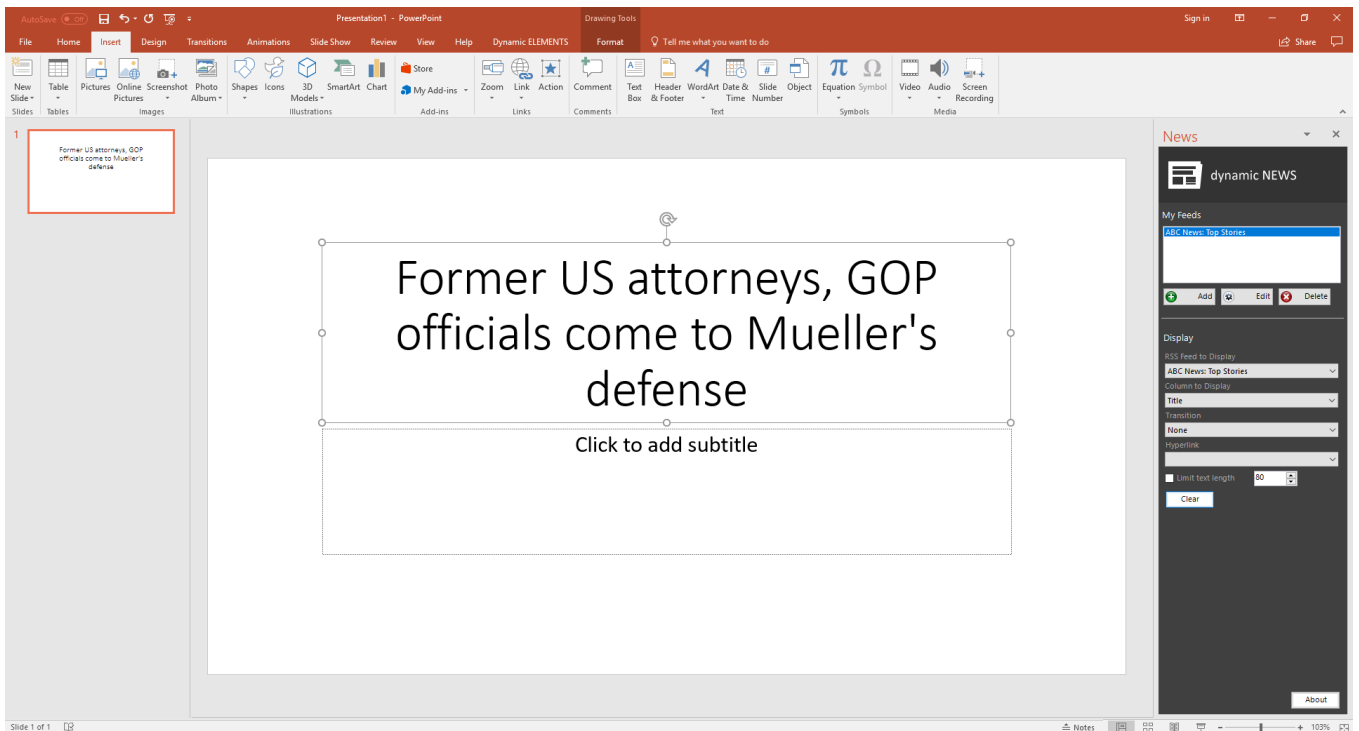 AutoSave Off Presentation1 - PowerPoint Drawing Tools Sign in
File Home Insert Design Transitions Animations Slide Show Review View Help Dynamic ELEMENTS Format Tell me what you want to do Share
New Slide Table Pictures Online Pictures Screenshot Photo Album Shapes Icons 3D Models SmartArt Chart Store My Add-ins Zoom Link Action Comment Text Box Header & Footer WordArt Date & Time Slide Number Object Equation Symbol Video Audio Screen Recording
Slides Tables Images Illustrations Add-ins Links Comments Text Symbols Media
1
Former US attorneys, GOP
officials come to Mueller's
defense
Former US attorneys, GOP
officials come to Mueller's
defense
Click to add subtitle
News
dynamic NEWS
My Feeds
ABC News: Top Stories
Add Edit Delete
Display
RSS Feed to Display
ABC News: Top Stories
Column to Display
Title
Transition
None
Hyperlink
Limit text length 80
Clear
About
Slide 1 of 1 Notes 103%